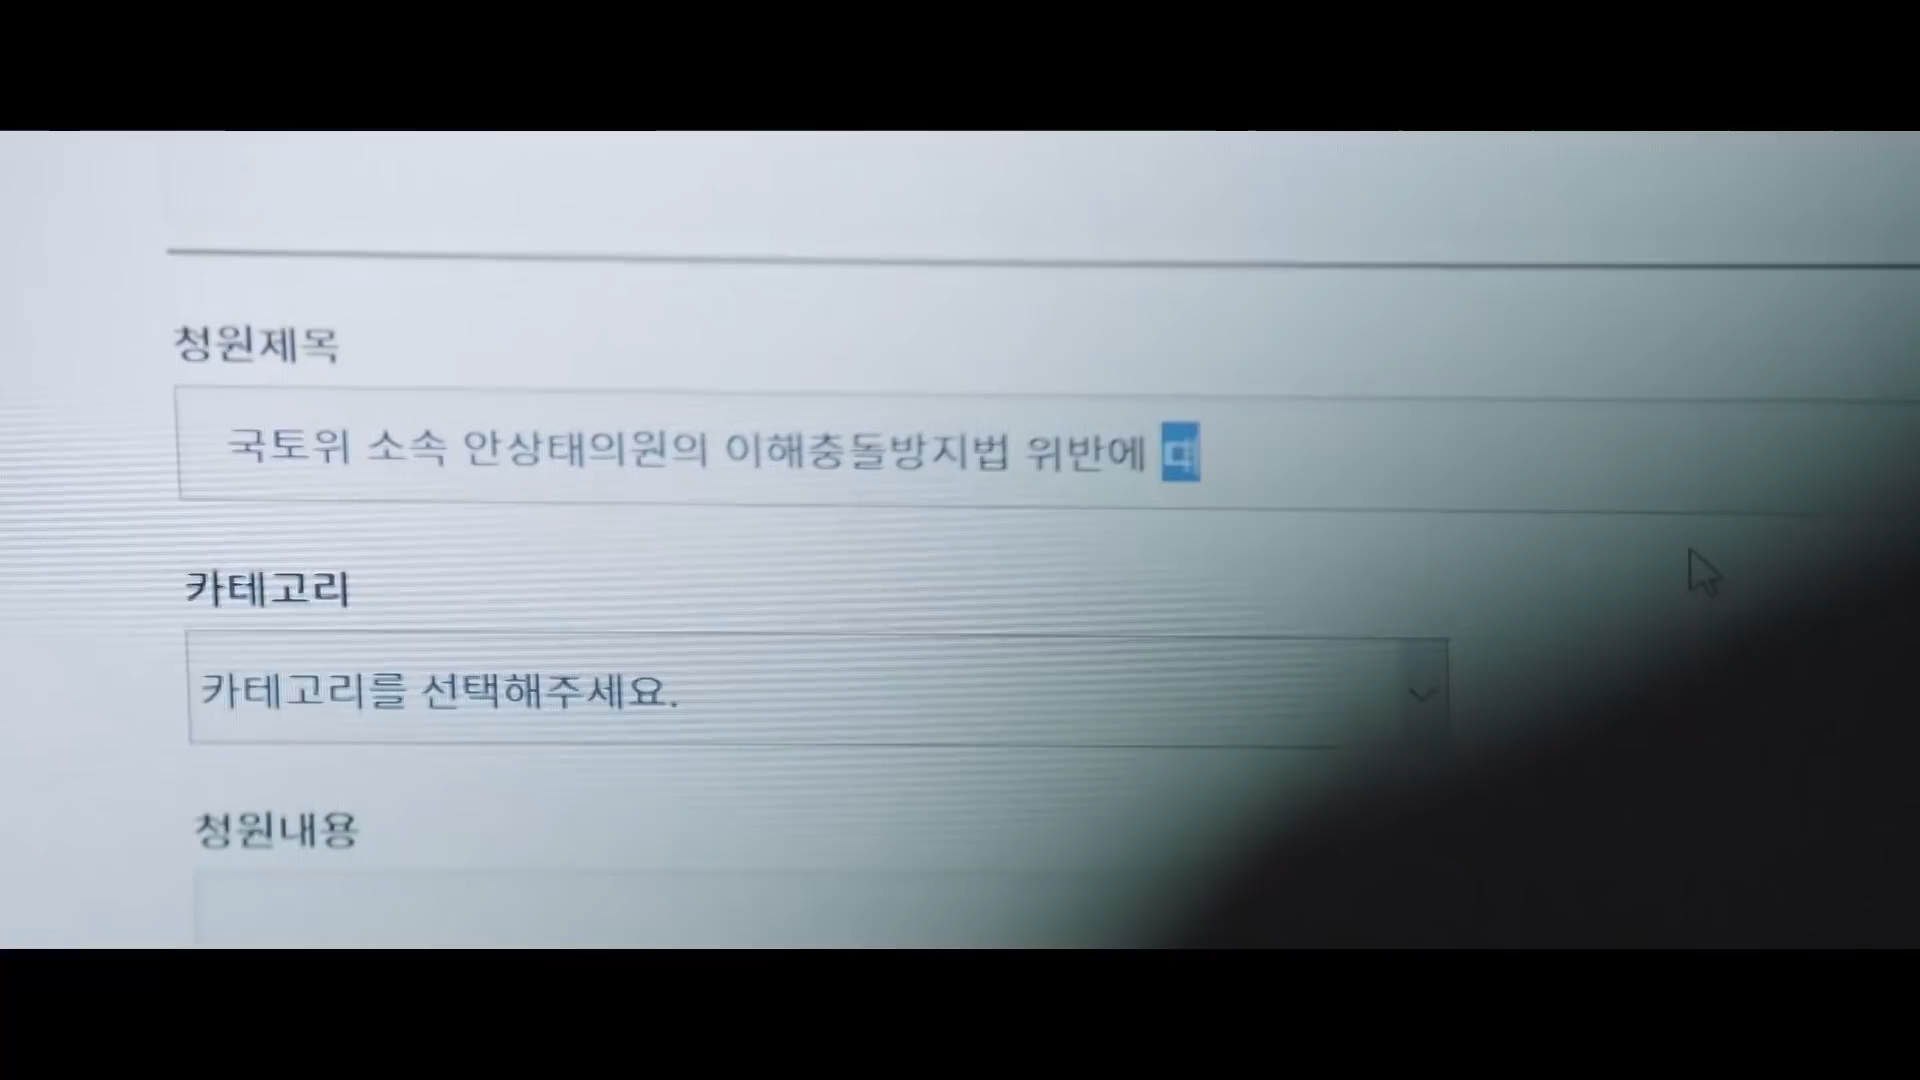 청원제목
국토위 소속 안상태의원의 이해충돌방지법 위반에 대
카테고리
카테고리를 선택해주세요.
청원내용